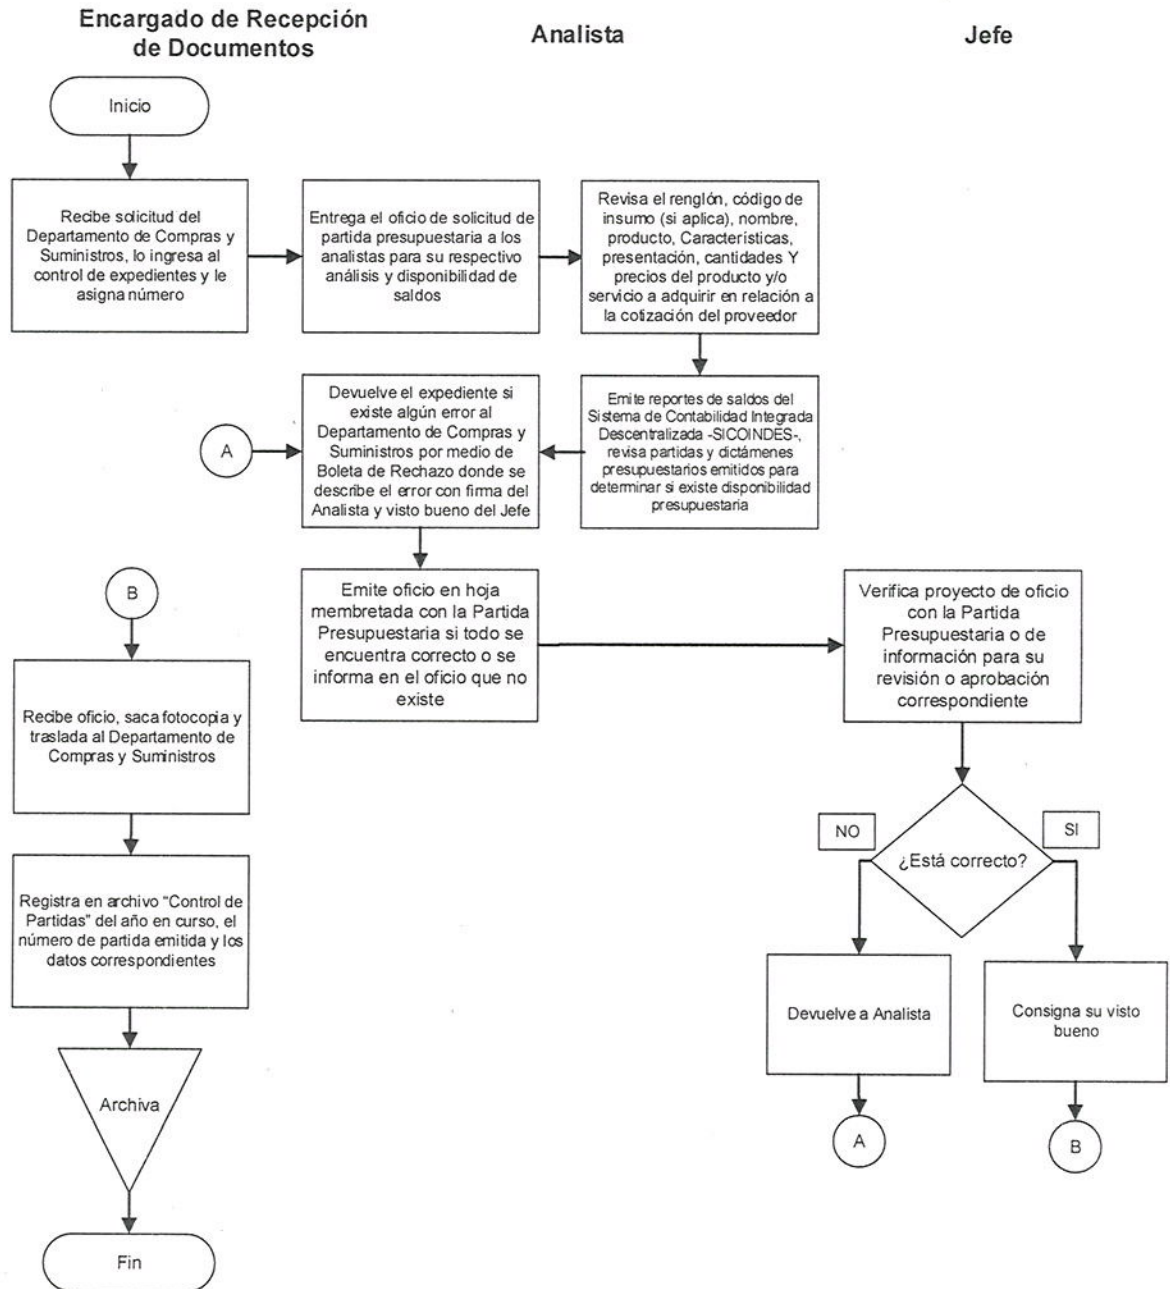 Encargado de Recepción
de Documentos
Analista
Jefe
Inicio
Recibe solicitud del
Departamento de Compras y
Suministros, lo ingresa al
control de expedientes y le
asigna número
Entrega el oficio de solicitud de
partida presupuestaria a los
analistas para su respectivo
análisis y disponibilidad de
saldos
Revisa el renglón, código de
insumo (si aplica), nombre,
producto, Características,
presentación, cantidades Y
precios del producto y/o
servicio a adquirir en relación a
la cotización del proveedor
A
Devuelve el expediente si
existe algún error al
Departamento de Compras y
Suministros por medio de
Boleta de Rechazo donde se
describe el error con firma del
Analista y visto bueno del Jefe
Emite reportes de saldos del
Sistema de Contabilidad Integrada
Descentralizada -SICOINDES-,
revisa partidas y dictámenes
presupuestarios emitidos para
determinar si existe disponibilidad
presupuestaria
B
Emite oficio en hoja
membretada con la Partida
Presupuestaria si todo se
encuentra correcto o se
informa en el oficio que no
existe
Verifica proyecto de oficio
con la Partida
Presupuestaria o de
información para su
revisión o aprobación
correspondiente
Recibe oficio, saca fotocopia y
traslada al Departamento de
Compras y Suministros
NO
SI
¿Está correcto?
Registra en archivo "Control de
Partidas" del año en curso, el
número de partida emitida y los
datos correspondientes
Devuelve a Analista
Consigna su visto
bueno
Archiva
A
B
Fin